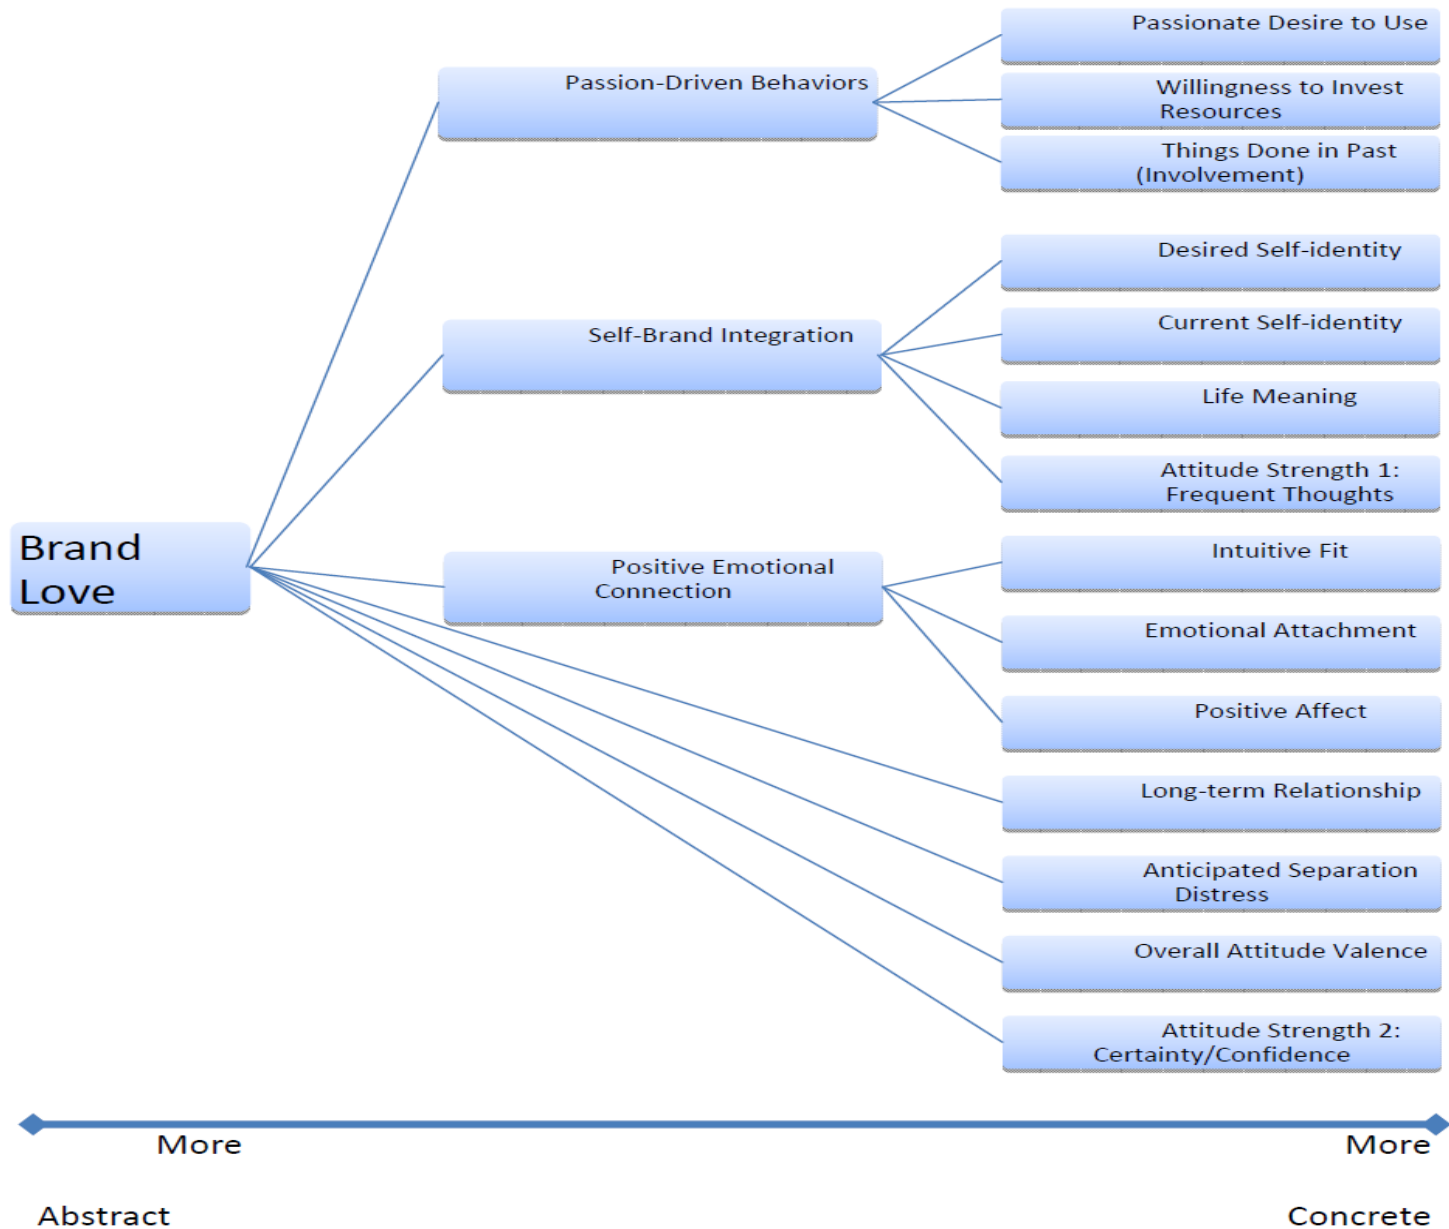 Passionate Desire to Use
Passion-Driven Behaviors
Willingness to Invest
Resources
Things Done in Past
(Involvement)
Desired Self-identity
Self-Brand Integration
Current Self-identity
Life Meaning
Attitude Strength 1:
Frequent Thoughts
Brand
Love
Positive Emotional
Connection
Intuitive Fit
Emotional Attachment
Positive Affect
Long-term Relationship
Anticipated Separation
Distress
Overall Attitude Valence
Attitude Strength 2:
Certainty/Confidence
More
Abstract
More
Concrete